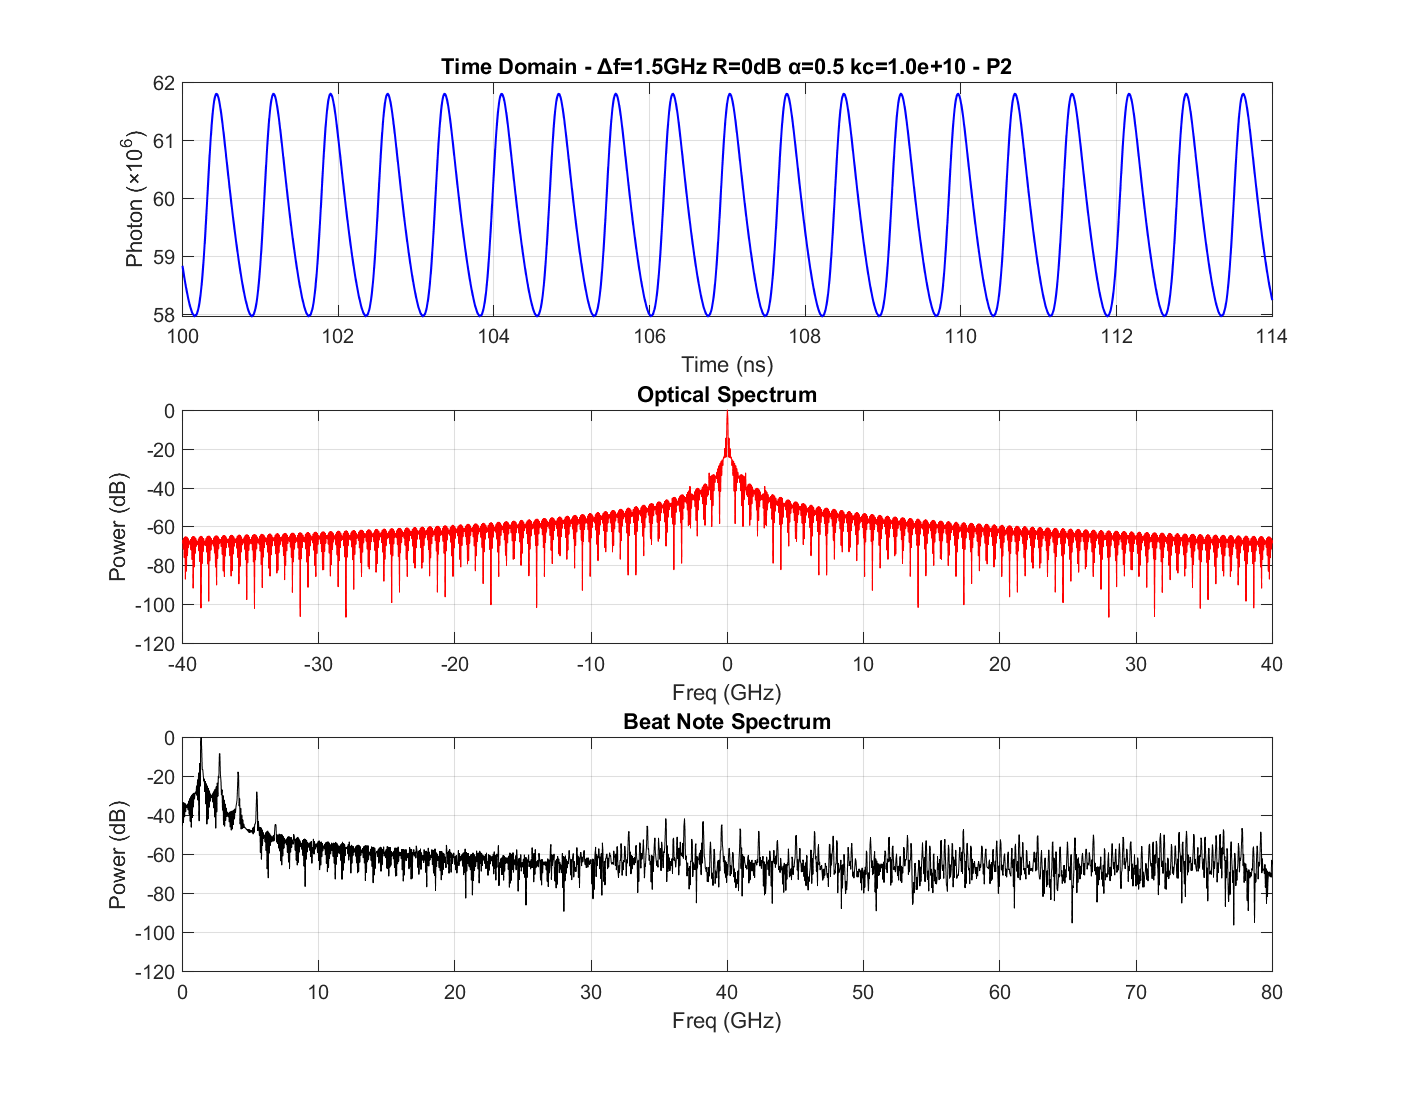 Time Domain - Δf=1.5GHz R=0dB α=0.5 kc=1.0e+10 - P2
62
61
60
59
58
Photon (×10⁶)
100 102 104 106 108 110 112 114
Time (ns)
Optical Spectrum
0
-20
-40
-60
-80
-100
-120
Power (dB)
-40 -30 -20 -10 0 10 20 30 40
Freq (GHz)
Beat Note Spectrum
0
-20
-40
-60
-80
-100
-120
Power (dB)
0 10 20 30 40 50 60 70 80
Freq (GHz)